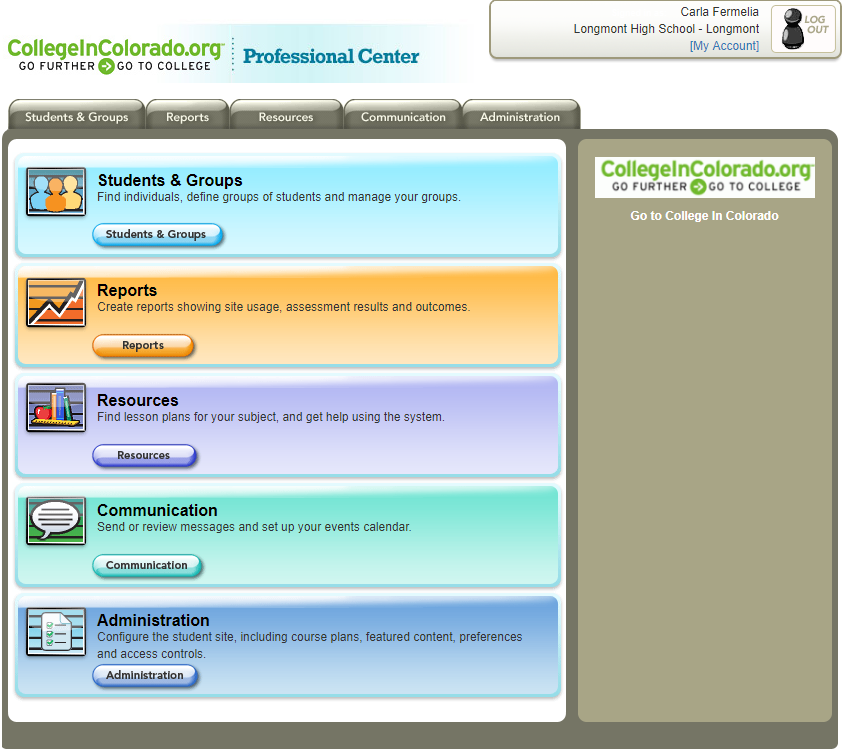 Carla Fermelia
Longmont High School - Longmont
[My Account]
LOG
OUT
CollegeInColorado.org
GO FURTHER GO TO COLLEGE
Professional Center
Students & Groups
Reports
Resources
Communication
Administration
Students & Groups
Find individuals, define groups of students and manage your groups.
Students & Groups
Reports
Create reports showing site usage, assessment results and outcomes.
Reports
Resources
Find lesson plans for your subject, and get help using the system.
Resources
Communication
Send or review messages and set up your events calendar.
Communication
Administration
Configure the student site, including course plans, featured content, preferences
and access controls.
Administration
CollegeInColorado.org
GO FURTHER GO TO COLLEGE
Go to College In Colorado